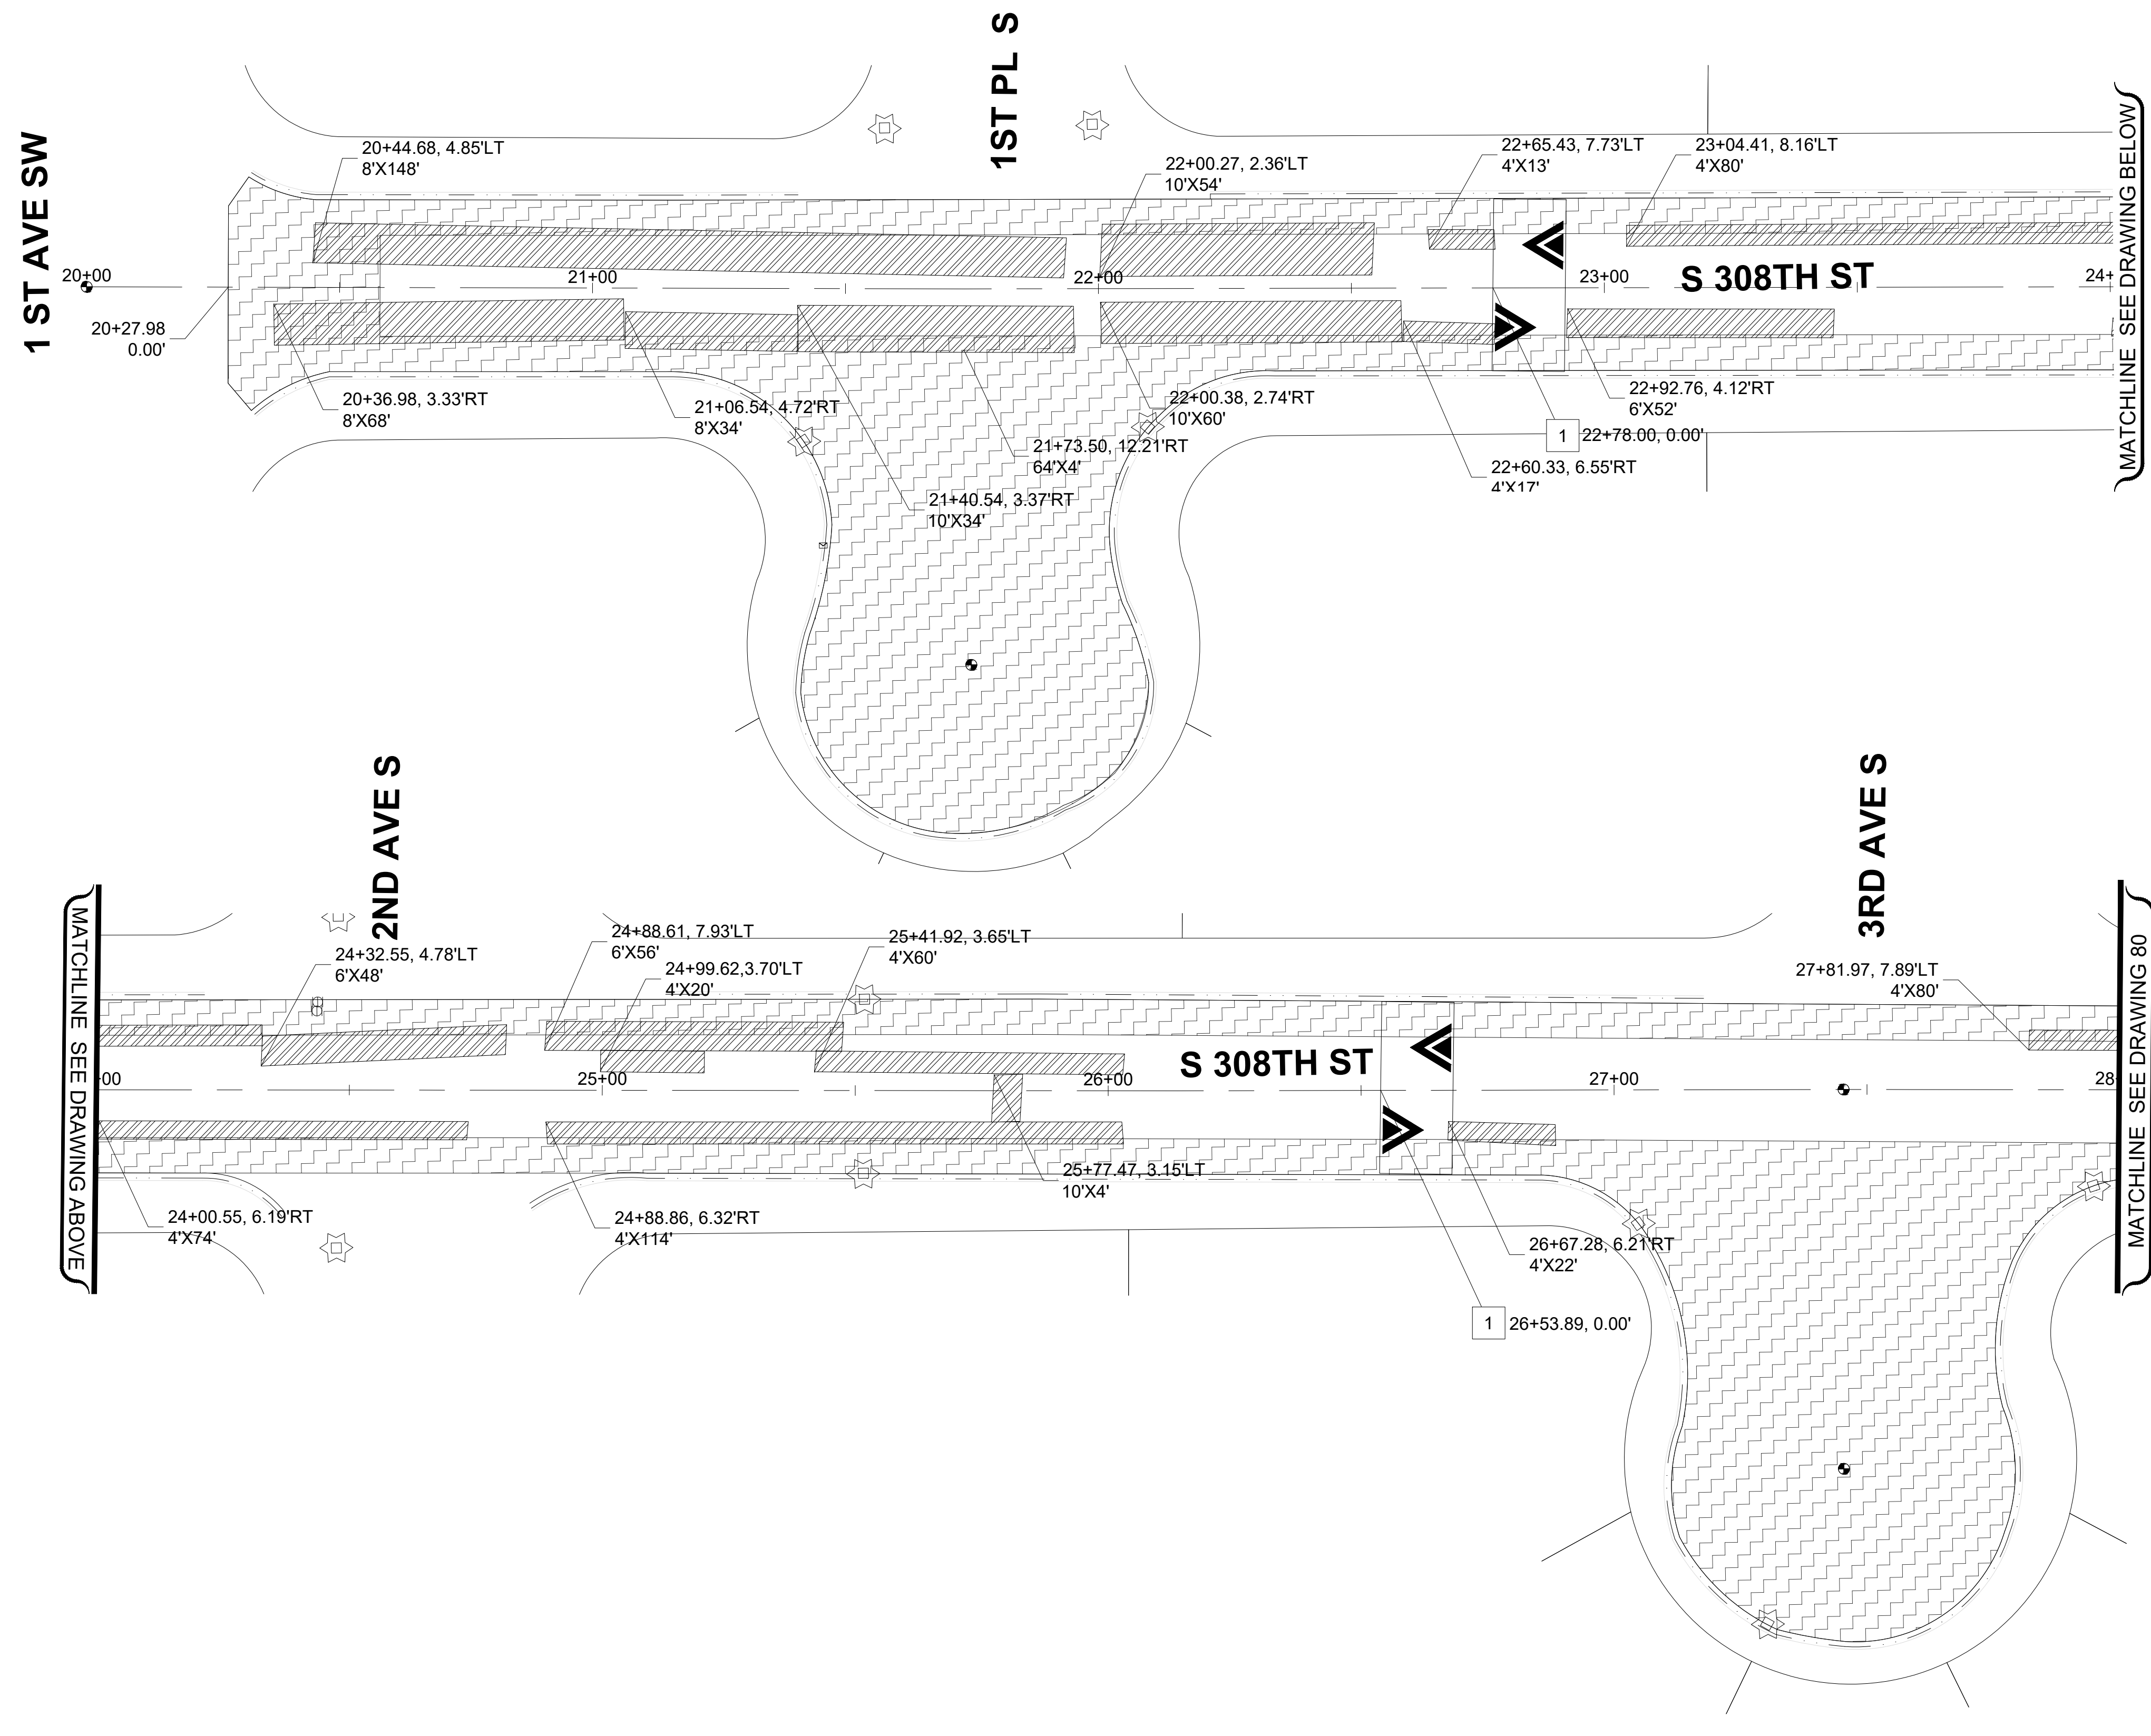 1 ST AVE SW
1ST PL S
20+44.68, 4.85'LT
8'X148'
22+00.27, 2.36'LT
10'X54'
22+65.43, 7.73'LT
4'X13'
23+04.41, 8.16'LT
4'X80'
20+00
21+00
22+00
23+00
24+
S 308TH ST
20+27.98
0.00'
20+36.98, 3.33'RT
8'X68'
21+06.54, 4.72'RT
8'X34'
21+73.50, 12.21'RT
64'X4'
21+40.54, 3.37'RT
10'X34'
22+00.38, 2.74'RT
10'X60'
22+92.76, 4.12'RT
6'X52'
1 22+78.00, 0.00'
22+60.33, 6.55'RT
4'X17'
MATCHLINE SEE DRAWING BELOW
2ND AVE S
3RD AVE S
MATCHLINE SEE DRAWING ABOVE
24+32.55, 4.78'LT
6'X48'
24+88.61, 7.93'LT
6'X56'
24+99.62,3.70'LT
4'X20'
25+41.92, 3.65'LT
4'X60'
27+81.97, 7.89'LT
4'X80'
S 308TH ST
+00
25+00
26+00
27+00
28
24+00.55, 6.19'RT
4'X74'
24+88.86, 6.32'RT
4'X114'
25+77.47, 3.15'LT
10'X4'
26+67.28, 6.21'RT
4'X22'
1 26+53.89, 0.00'
MATCHLINE SEE DRAWING 80